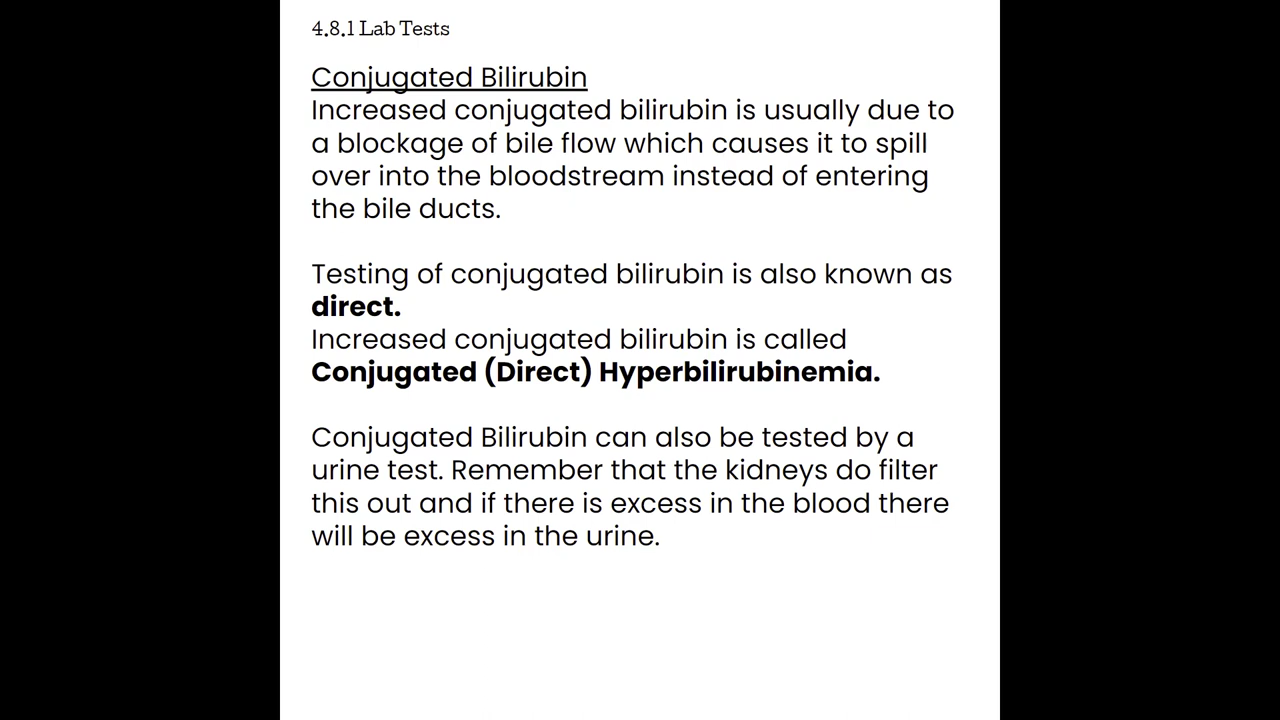 4.8.1 Lab Tests
Conjugated Bilirubin
Increased conjugated bilirubin is usually due to
a blockage of bile flow which causes it to spill
over into the bloodstream instead of entering
the bile ducts.
Testing of conjugated bilirubin is also known as
direct.
Increased conjugated bilirubin is called
Conjugated (Direct) Hyperbilirubinemia.
Conjugated Bilirubin can also be tested by a
urine test. Remember that the kidneys do filter
this out and if there is excess in the blood there
will be excess in the urine.